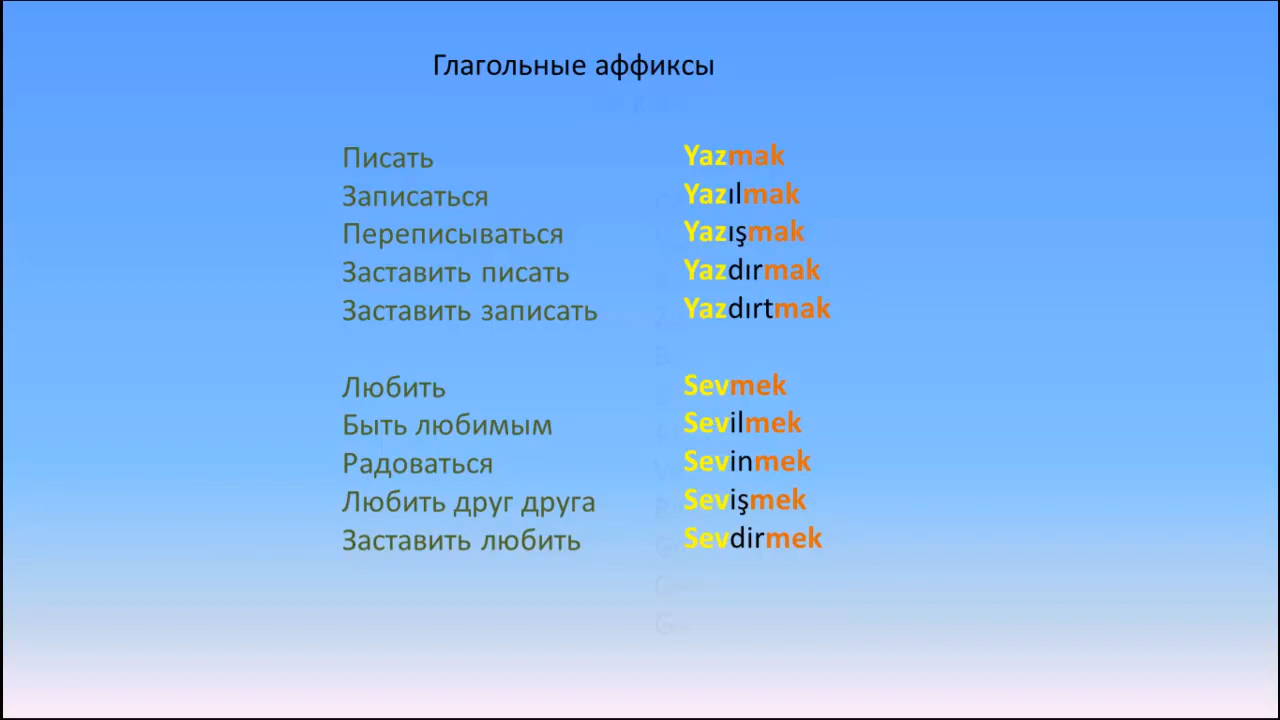 Глагольные аффиксы
Писать Yazmak
Записаться Yazılmak
Переписываться Yazışmak
Заставить писать Yazdırmak
Заставить записать Yazdırtmak
Любить Sevmek
Быть любимым Sevilmek
Радоваться Sevinmek
Любить друг друга Sevişmek
Заставить любить Sevdirmek